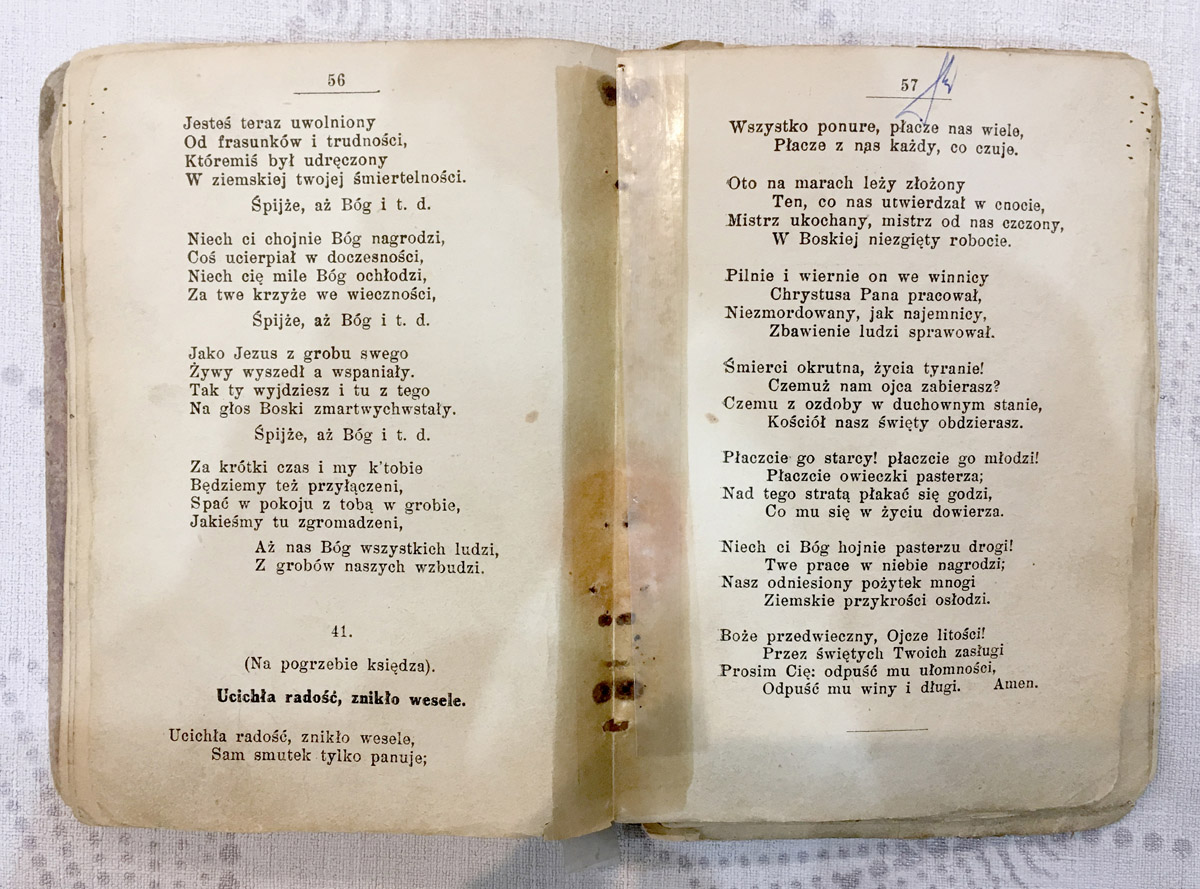 56
Jesteś teraz uwolniony
Od frasunków i trudności,
Któremiś był udręczony
W ziemskiej twojej śmiertelności.
Śpijże, aż Bóg i t. d.
Niech ci chojnie Bóg nagrodzi,
Coś ucierpiał w doczesności,
Niech cię mile Bóg ochłodzi,
Za twe krzyże we wieczności,
Śpijże, aż Bóg i t. d.
Jako Jezus z grobu swego
Żywy wyszedł a wspaniały.
Tak ty wyjdziesz i tu z tego
Na głos Boski zmartwychwstały.
Śpijże, aż Bóg i t. d.
Za krótki czas i my k'tobie
Będziemy też przyłączeni,
Spać w pokoju z tobą w grobie,
Jakieśmy tu zgromadzeni,
Aż nas Bóg wszystkich ludzi,
Z grobów naszych wzbudzi.
41.
(Na pogrzebie księdza).
Ucichła radość, znikło wesele.
Ucichła radość, znikło wesele,
Sam smutek tylko panuje;
57
Wszystko ponure, płacze nas wiele,
Płacze z nas każdy, co czuje.
Oto na marach leży złożony
Ten, co nas utwierdzał w cnocie,
Mistrz ukochany, mistrz od nas czczony,
W Boskiej niezgięty robocie.
Pilnie i wiernie on we winnicy
Chrystusa Pana pracował,
Niezmordowany, jak najemnicy,
Zbawienie ludzi sprawował.
Śmierci okrutna, życia tyranie!
Czemuż nam ojca zabierasz?
Czemu z ozdoby w duchownym stanie,
Kościół nasz święty obdzierasz.
Płaczcie go starcy! płaczcie go młodzi!
Płaczcie owieczki pasterza;
Nad tego stratą płakać się godzi,
Co mu się w życiu dowierza.
Niech ci Bóg hojnie pasterzu drogi!
Twe prace w niebie nagrodzi;
Nasz odniesiony pożytek mnogi
Ziemskie przykrości osłodzi.
Boże przedwieczny, Ojcze litości!
Przez świętych Twoich zasługi
Prosim Cię: odpuść mu ułomności,
Odpuść mu winy i długi. Amen.